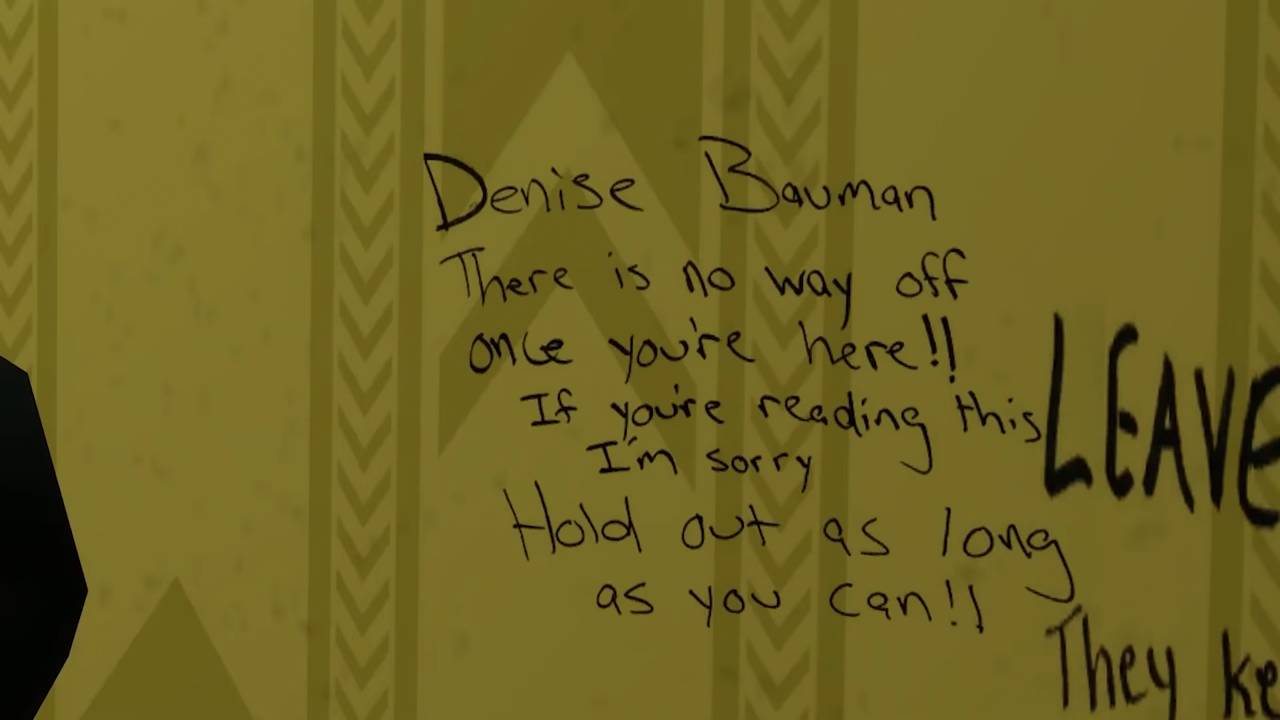 Denise Bauman
There is no way off
once you're here!!
If you're reading this
I'm sorry
Hold out as long
as you can!!
LEAVE
They ke